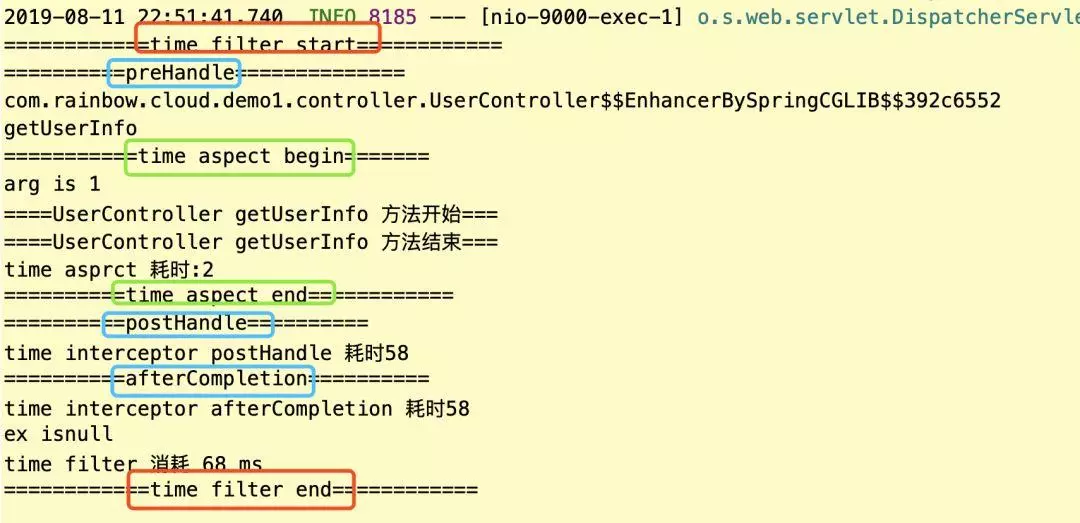 2019-08-11 22:51:41.740  INFO 8185 --- [nio-9000-exec-1] o.s.web.servlet.DispatcherServle
============time filter start============
==========preHandle==============
com.rainbow.cloud.demo1.controller.UserController$$EnhancerBySpringCGLIB$$392c6552
getUserInfo
===========time aspect begin=======
arg is 1
====UserController getUserInfo 方法开始===
====UserController getUserInfo 方法结束===
time asprct 耗时:2
==========time aspect end============
==========postHandle==========
time interceptor postHandle 耗时58
==========afterCompletion==========
time interceptor afterCompletion 耗时58
ex isnull
time filter 消耗 68 ms
============time filter end============